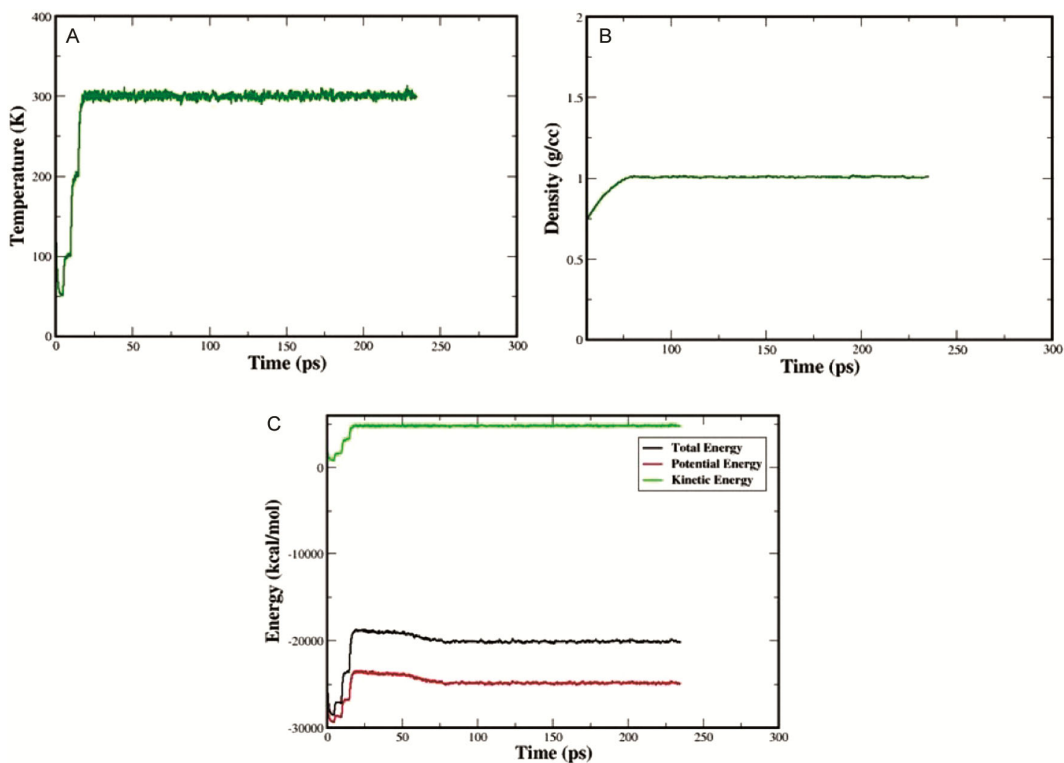 A
400
300
200
100
0
Temperature (K)
0 50 100 150 200 250 300
Time (ps)
B
2
1.5
1
0.5
0
Density (g/cc)
100 150 200 250 300
Time (ps)
C
0
-10000
-20000
-30000
Energy (kcal/mol)
Total Energy
Potential Energy
Kinetic Energy
0 50 100 150 200 250 300
Time (ps)